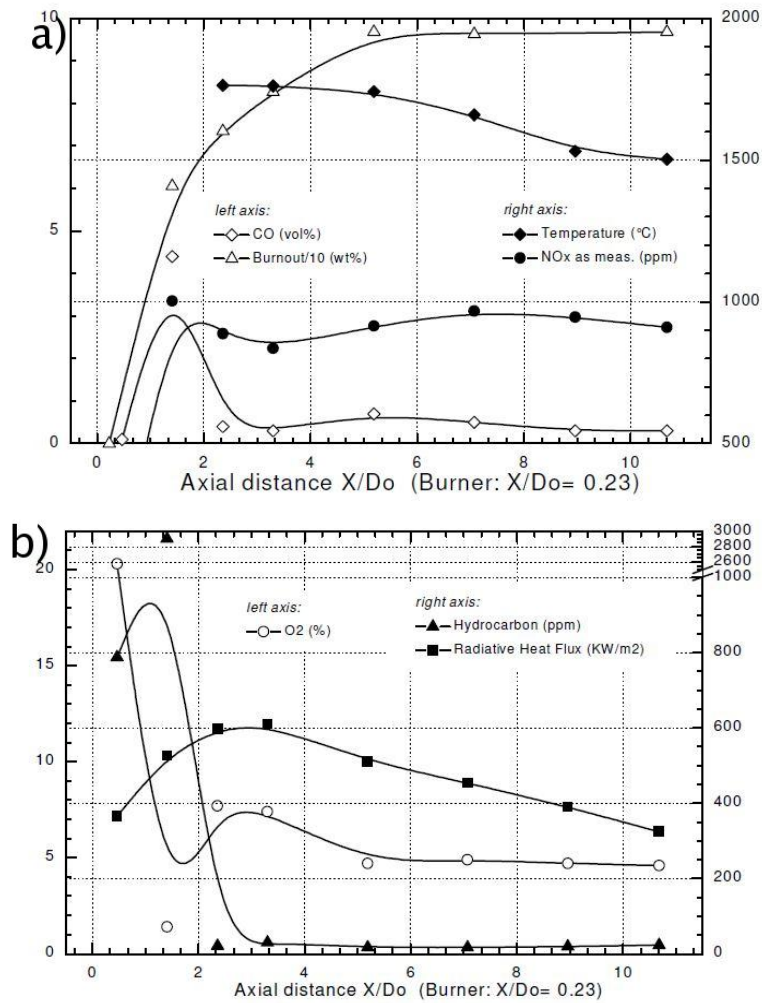 a)
10
5
0
2000
1500
1000
500
left axis:
CO (vol%)
Burnout/10 (wt%)
right axis:
Temperature (°C)
NOx as meas. (ppm)
0 2 4 6 8 10
Axial distance X/Do (Burner: X/Do= 0.23)
b)
20
15
10
5
0
3000
2800
2600
1000
800
600
400
200
0
left axis:
O2 (%)
right axis:
Hydrocarbon (ppm)
Radiative Heat Flux (KW/m2)
0 2 4 6 8 10
Axial distance X/Do (Burner: X/Do= 0.23)